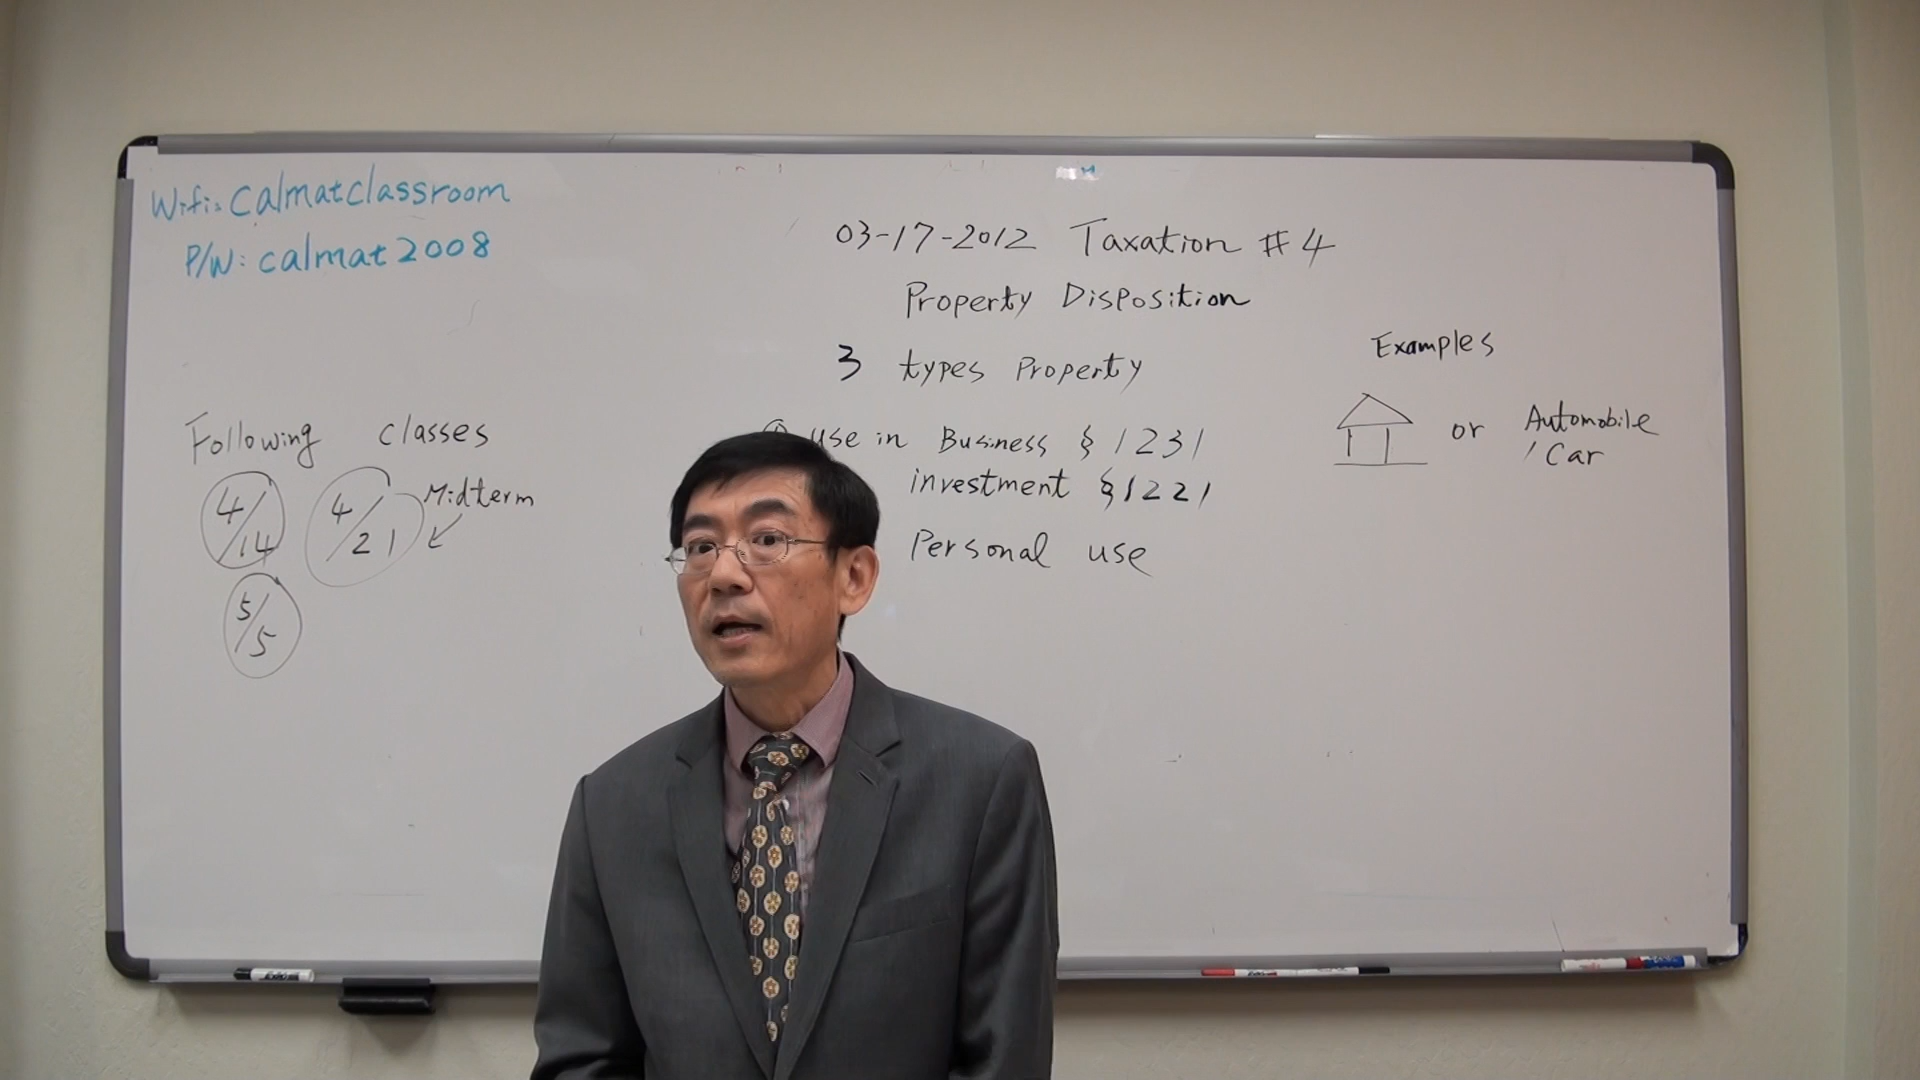 Wifi: calmatclassroom
P/W: calmat2008
03-17-2012 Taxation #4
Property Disposition
3 types Property
Examples
① use in Business § 1231
or Automobile
/ Car
investment § 1221
Personal use
Following classes
4/14 4/21 Midterm
5/5